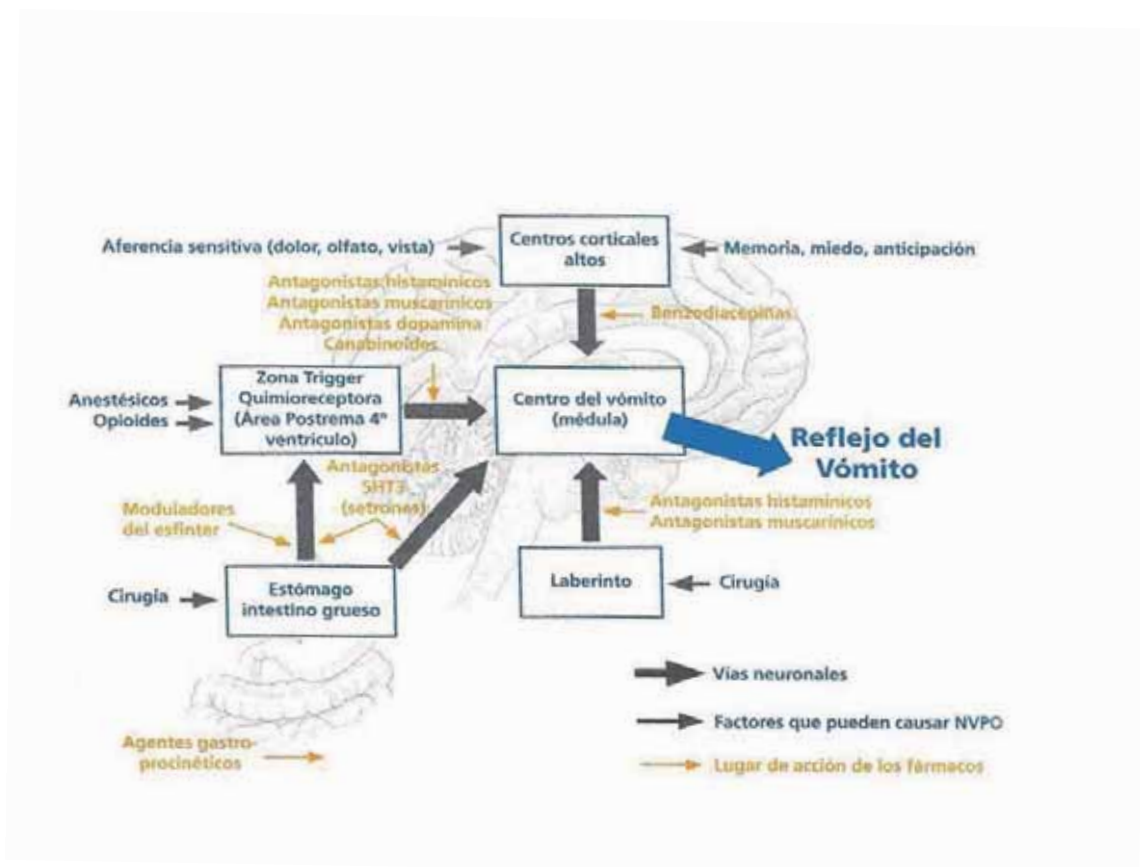 Centros corticales
altos
Aferencia sensitiva (dolor, olfato, vista)
Memoria, miedo, anticipación
Antagonistas histamínicos
Antagonistas muscarínicos
Antagonistas dopamina
Canabinoides
Benzodiacepinas
Zona Trigger
Quimioreceptora
(Área Postrema 4º
ventriculo)
Anestésicos
Opioides
Centro del vómito
(médula)
Reflejo del
Vómito
Antagonistas
5HT3
(setrones)
Moduladores
del esfinter
Antagonistas histamínicos
Antagonistas muscarínicos
Cirugía
Estómago
intestino grueso
Laberinto
Cirugía
Vías neuronales
Factores que pueden causar NVPO
Lugar de acción de los fármacos
Agentes gastro-
procinéticos